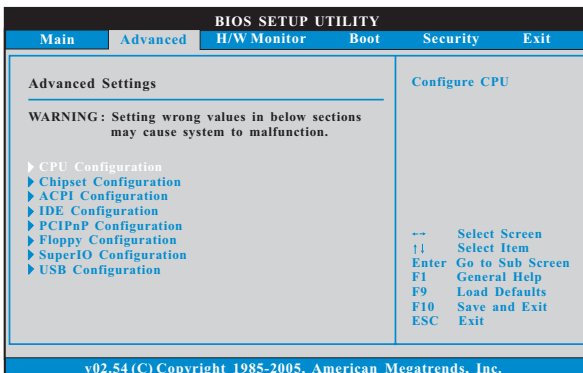 BIOS SETUP UTILITY
Main Advanced H/W Monitor Boot Security Exit
Advanced Settings
WARNING : Setting wrong values in below sections
may cause system to malfunction.
CPU Configuration
Chipset Configuration
ACPI Configuration
IDE Configuration
PCIPnP Configuration
Floppy Configuration
SuperIO Configuration
USB Configuration
Configure CPU
←→ Select Screen
↑↓ Select Item
Enter Go to Sub Screen
F1 General Help
F9 Load Defaults
F10 Save and Exit
ESC Exit
v02.54 (C) Copyright 1985-2005, American Megatrends, Inc.